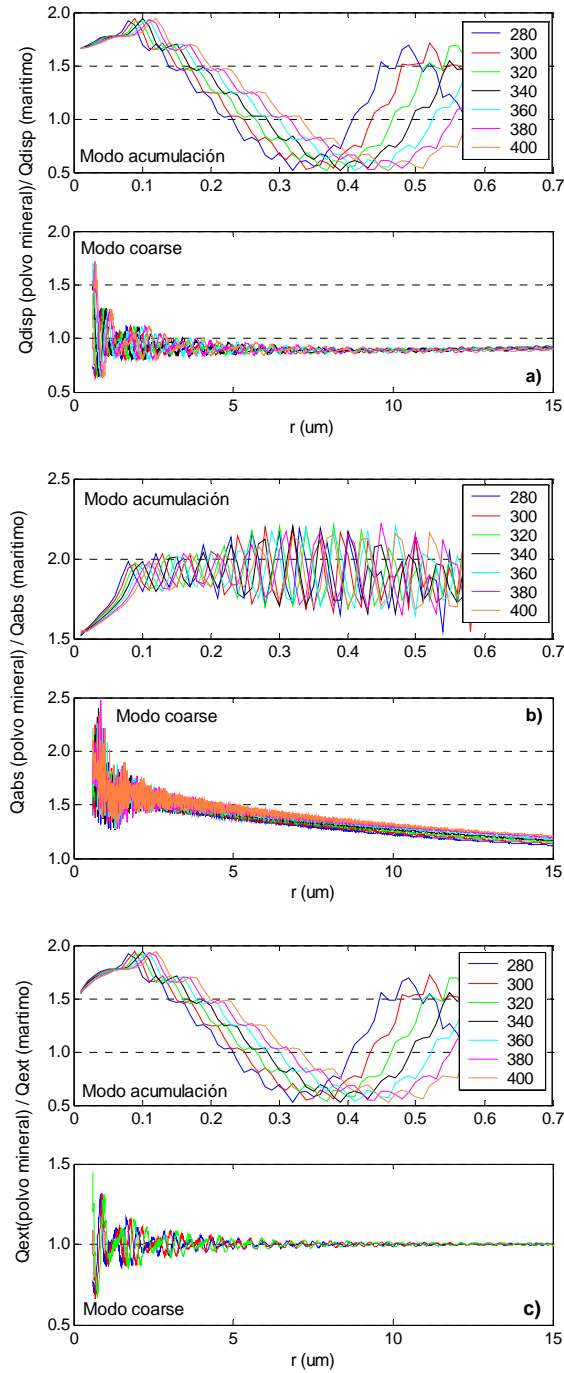 Qdisp (polvo mineral)/ Qdisp (maritimo)
2.0
1.5
1.0
0.5
Modo acumulación
280
300
320
340
360
380
400
0 0.1 0.2 0.3 0.4 0.5 0.6 0.7
2.0
1.5
1.0
0.5
Modo coarse
a)
0 5 10 15
r (um)
Qabs (polvo mineral) / Qabs (maritimo)
2.5
2.0
1.5
Modo acumulación
280
300
320
340
360
380
400
0 0.1 0.2 0.3 0.4 0.5 0.6 0.7
2.5
2.0
1.5
1.0
Modo coarse
b)
0 5 10 15
r (um)
Qext(polvo mineral) / Qext (martimo)
2.0
1.5
1.0
0.5
Modo acumulación
280
300
320
340
360
380
400
0 0.1 0.2 0.3 0.4 0.5 0.6 0.7
1.5
1.0
0.5
Modo coarse
c)
0 5 10 15
r (um)